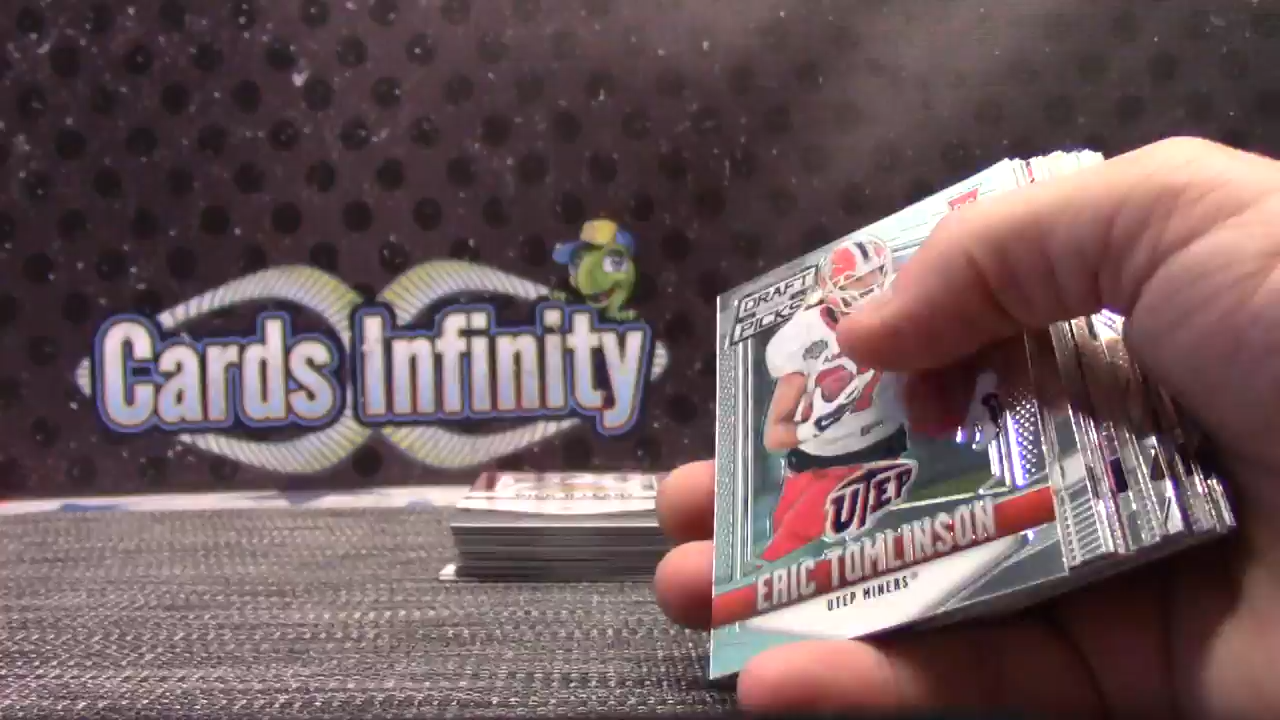 Cards Infinity
DRAFT
PICKS
UTEP
ERIC TOMLINSON
UTEP MINERS